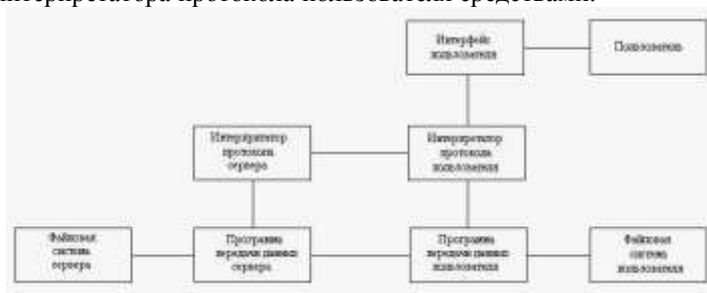 интерпретатора протокола пользователя средствами.
Интерфейс
пользователя
Пользователь
Интерпретатор
протокола
сервера
Интерпретатор
протокола
пользователя
Файловая
система
сервера
Программа
передачи данных
сервера
Программа
передачи данных
пользователя
Файловая
система
пользователя